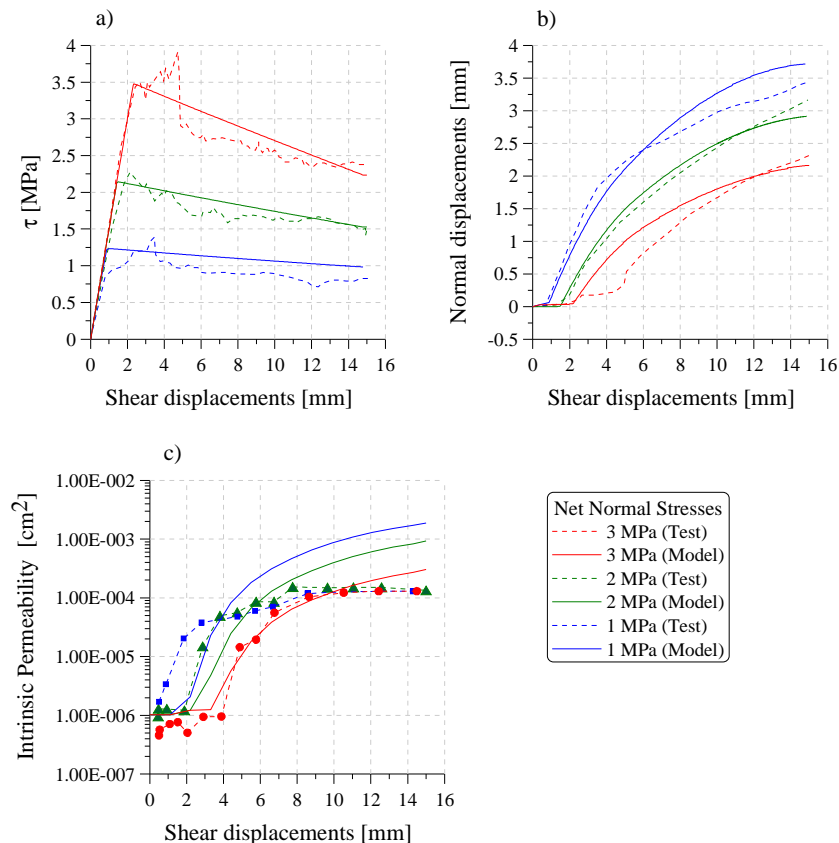 a)
4
3.5
3
2.5
2
1.5
1
0.5
0
τ [MPa]
0 2 4 6 8 10 12 14 16
Shear displacements [mm]
b)
4
3.5
3
2.5
2
1.5
1
0.5
0
-0.5
Normal displacements [mm]
0 2 4 6 8 10 12 14 16
Shear displacements [mm]
c)
1.00E-002
1.00E-003
1.00E-004
1.00E-005
1.00E-006
1.00E-007
Intrinsic Permeability [cm²]
0 2 4 6 8 10 12 14 16
Shear displacements [mm]
Net Normal Stresses
3 MPa (Test)
3 MPa (Model)
2 MPa (Test)
2 MPa (Model)
1 MPa (Test)
1 MPa (Model)